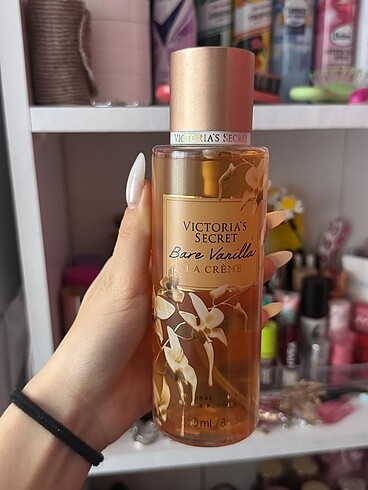 VICTORIA'S SECRET
VICTORIA'S
SECRET
Bare Vanilla
LA CRÈME